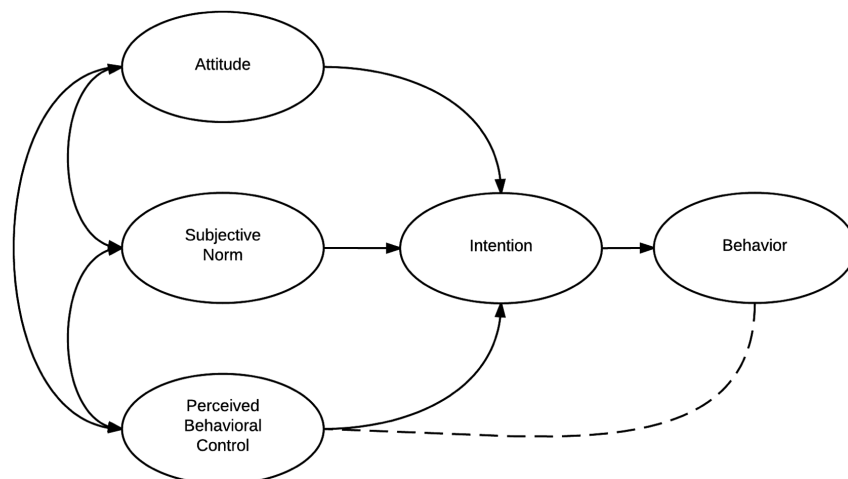 Attitude
Subjective
Norm
Intention
Behavior
Perceived
Behavioral
Control